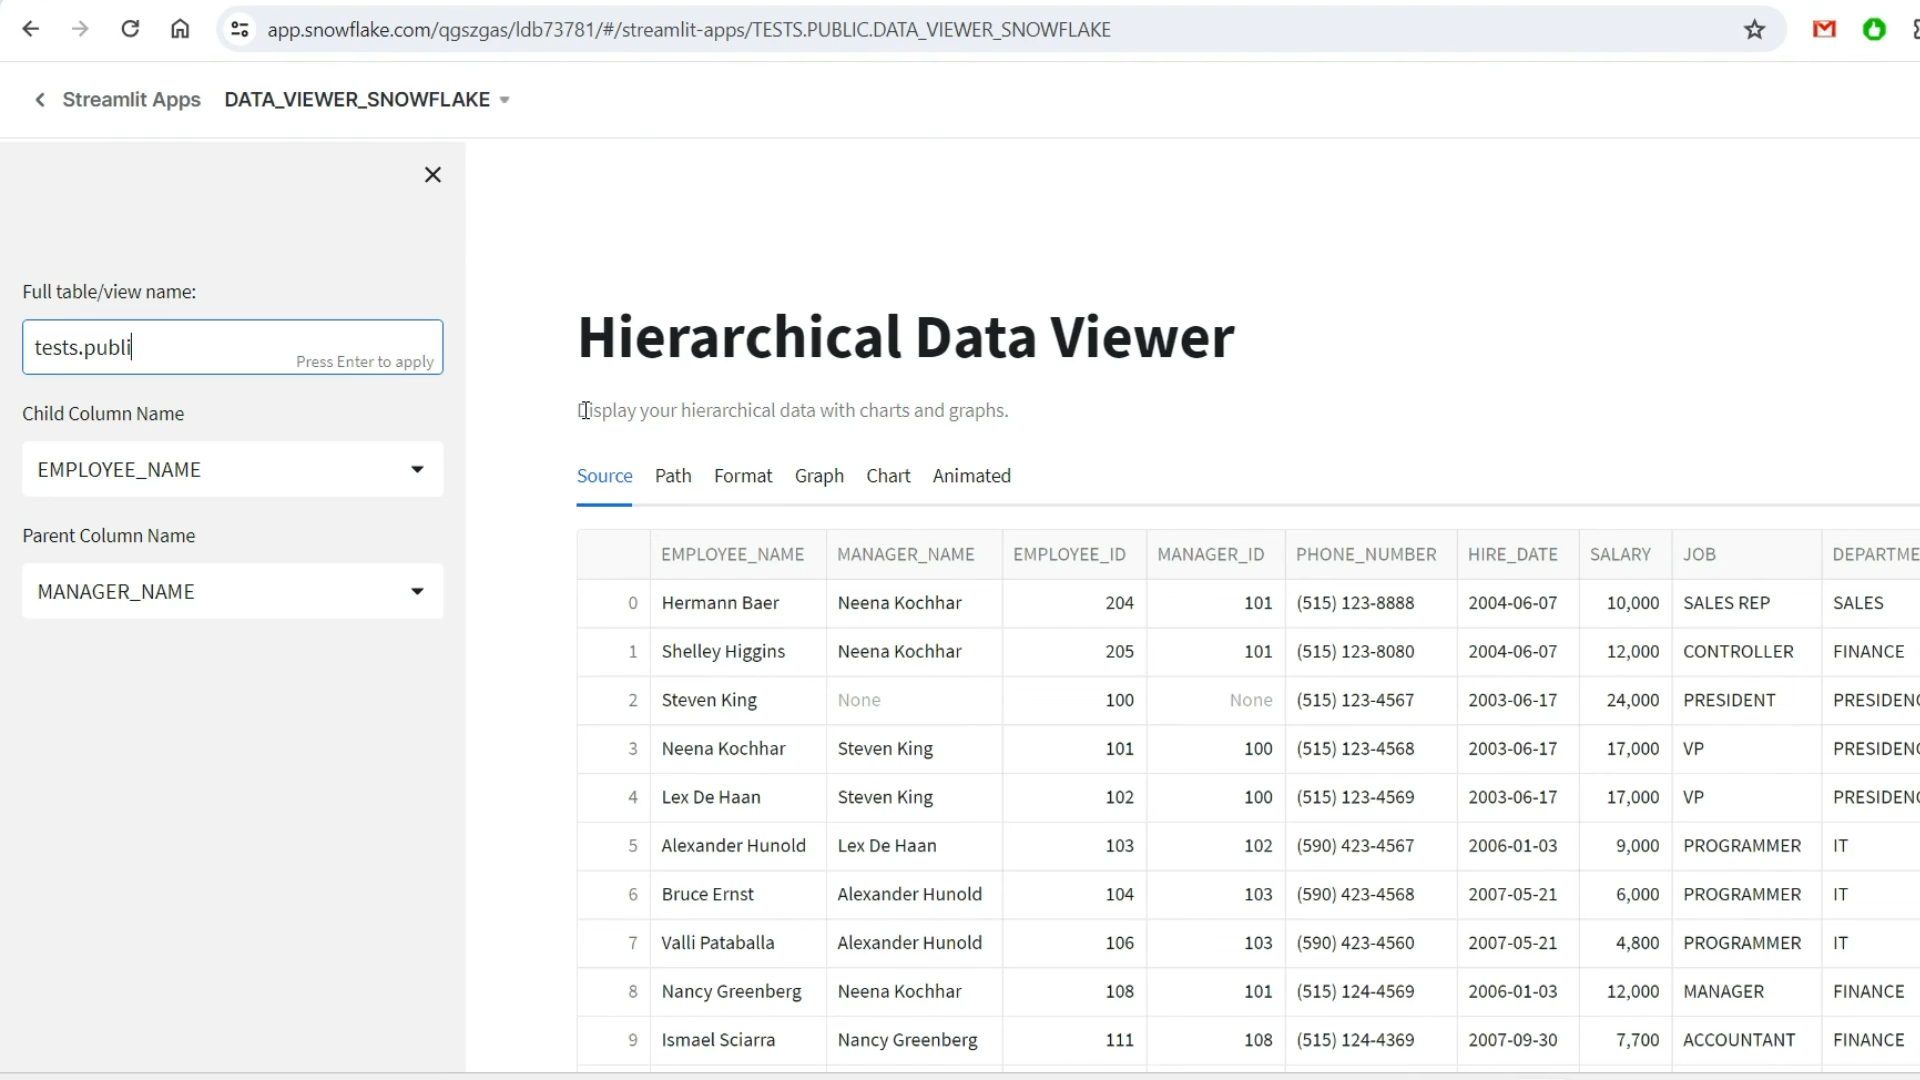 app.snowflake.com/qgszgas/ldb73781/#/streamlit-apps/TESTS.PUBLIC.DATA_VIEWER_SNOWFLAKE
Streamlit Apps DATA_VIEWER_SNOWFLAKE
Full table/view name:
tests.publi
Press Enter to apply
Child Column Name
EMPLOYEE_NAME
Parent Column Name
MANAGER_NAME
Hierarchical Data Viewer
Display your hierarchical data with charts and graphs.
Source Path Format Graph Chart Animated
EMPLOYEE_NAME MANAGER_NAME EMPLOYEE_ID MANAGER_ID PHONE_NUMBER HIRE_DATE SALARY JOB DEPARTME
0 Hermann Baer Neena Kochhar 204 101 (515) 123-8888 2004-06-07 10,000 SALES REP SALES
1 Shelley Higgins Neena Kochhar 205 101 (515) 123-8080 2004-06-07 12,000 CONTROLLER FINANCE
2 Steven King None 100 None (515) 123-4567 2003-06-17 24,000 PRESIDENT PRESIDENC
3 Neena Kochhar Steven King 101 100 (515) 123-4568 2003-06-17 17,000 VP PRESIDENC
4 Lex De Haan Steven King 102 100 (515) 123-4569 2003-06-17 17,000 VP PRESIDENC
5 Alexander Hunold Lex De Haan 103 102 (590) 423-4567 2006-01-03 9,000 PROGRAMMER IT
6 Bruce Ernst Alexander Hunold 104 103 (590) 423-4568 2007-05-21 6,000 PROGRAMMER IT
7 Valli Pataballa Alexander Hunold 106 103 (590) 423-4560 2007-05-21 4,800 PROGRAMMER IT
8 Nancy Greenberg Neena Kochhar 108 101 (515) 124-4569 2006-01-03 12,000 MANAGER FINANCE
9 Ismael Sciarra Nancy Greenberg 111 108 (515) 124-4369 2007-09-30 7,700 ACCOUNTANT FINANCE